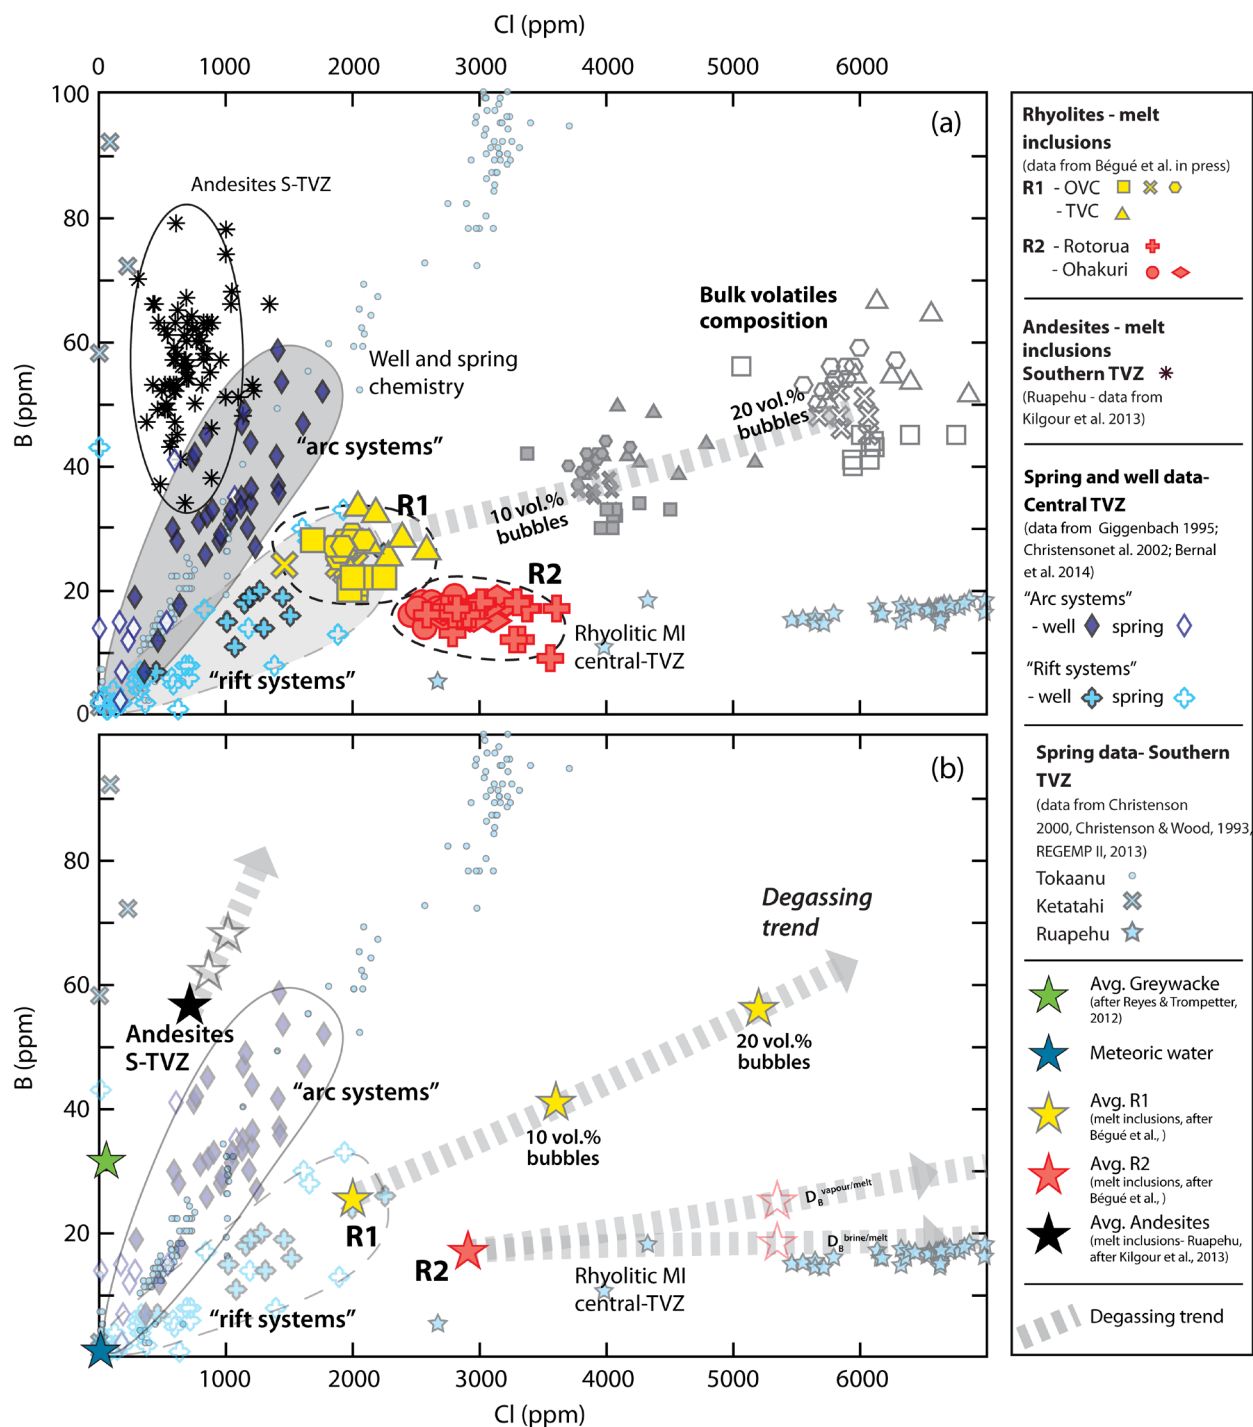 Cl (ppm)
0 1000 2000 3000 4000 5000 6000
100
80
60
40
20
0
B (ppm)
(a)
Andesites S-TVZ
Well and spring
chemistry
"arc systems"
Bulk volatiles
composition
20 vol.%
bubbles
10 vol.%
bubbles
R1
R2
Rhyolitic MI
central-TVZ
"rift systems"
(b)
80
60
40
20
B (ppm)
Degassing
trend
Andesites
S-TVZ
"arc systems"
20 vol.%
bubbles
10 vol.%
bubbles
R1
R2
D B vapour/melt
D B brine/melt
Rhyolitic MI
central-TVZ
"rift systems"
1000 2000 3000 4000 5000 6000
Cl (ppm)
Rhyolites - melt
inclusions
(data from Bégué et al. in press)
R1 - OVC
- TVC
R2 - Rotorua
- Ohakuri
Andesites - melt
inclusions
Southern TVZ
(Ruapehu - data from
Kilgour et al. 2013)
Spring and well data-
Central TVZ
(data from Giggenbach 1995;
Christensonet al. 2002; Bernal
et al. 2014)
"Arc systems"
- well spring
"Rift systems"
- well spring
Spring data- Southern
TVZ
(data from Christenson
2000, Christenson & Wood, 1993,
REGEMP II, 2013)
Tokaanu
Ketatahi
Ruapehu
Avg. Greywacke
(after Reyes & Trompetter,
2012)
Meteoric water
Avg. R1
(melt inclusions, after
Bégué et al., )
Avg. R2
(melt inclusions, after
Bégué et al., )
Avg. Andesites
(melt inclusions- Ruapehu,
after Kilgour et al., 2013)
Degassing trend